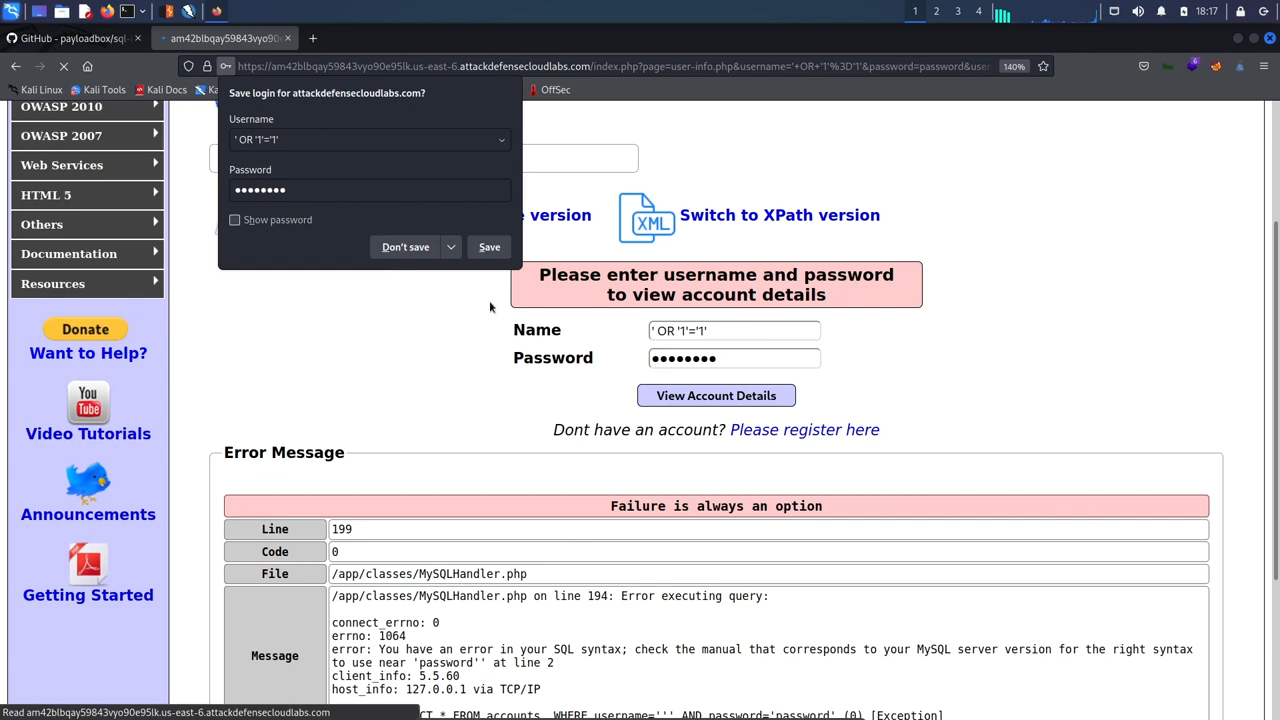 1 2 3 4 18:17
GitHub - payloadbox/sql- am42blbqay59843vyo90e
https://am42blbqay59843vyo90e95lk.us-east-6.attackdefensecloudlabs.com/index.php?page=user-info.php&username='+OR+'1'%3D'1'&password=password&use 140%
Kali Linux Kali Tools Kali Docs Ka OffSec
OWASP 2010
OWASP 2007
Web Services
HTML 5
Others
Documentation
Resources
Donate
Want to Help?
You Tube
Video Tutorials
Announcements
Getting Started
Save login for attackdefensecloudlabs.com?
Username
' OR '1'='1'
Password
●●●●●●●●
Show password
Don't save Save
e version XML Switch to XPath version
Please enter username and password
to view account details
Name ' OR '1'='1'
Password ●●●●●●●●
View Account Details
Dont have an account? Please register here
Error Message
Failure is always an option
Line 199
Code 0
File /app/classes/MySQLHandler.php
Message
/app/classes/MySQLHandler.php on line 194: Error executing query:
connect_errno: 0
errno: 1064
error: You have an error in your SQL syntax; check the manual that corresponds to your MySQL server version for the right syntax
to use near 'password'' at line 2
client_info: 5.5.60
host_info: 127.0.0.1 via TCP/IP
CT * FROM accounts WHERE username=''' AND password='password' (0) [Exception]
Read am42blbqay59843vyo90e95lk.us-east-6.attackdefensecloudlabs.com